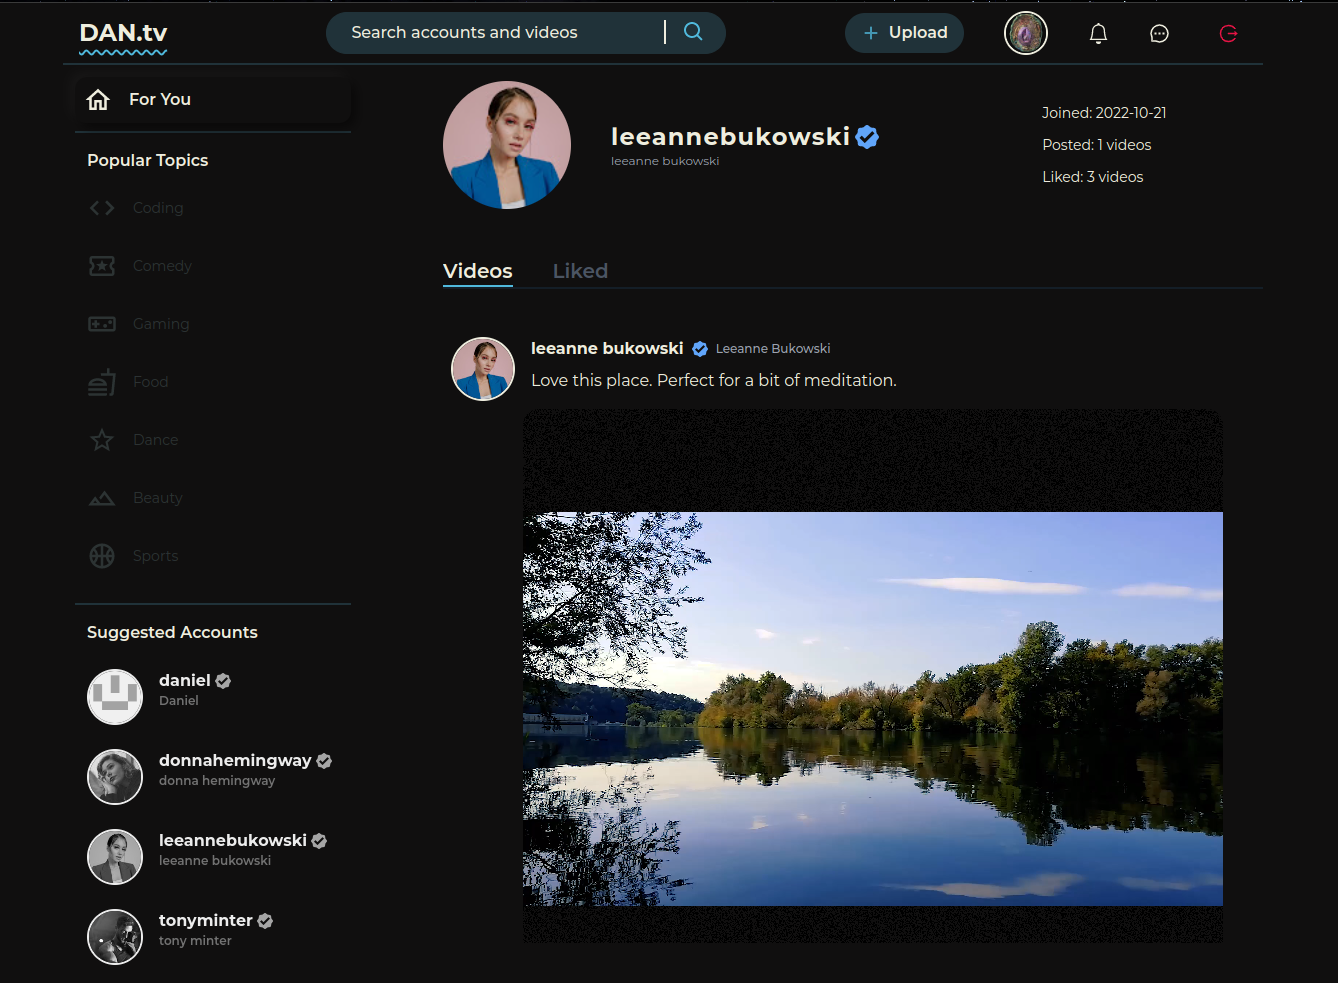 DAN.tv
Search accounts and videos
Upload
For You
Popular Topics
Coding
Comedy
Gaming
Food
Dance
Beauty
Sports
Suggested Accounts
daniel
Daniel
donnahemingway
donna hemingway
leeannebukowski
leeanne bukowski
tonyminter
tony minter
leeannebukowski
leeanne bukowski
Joined: 2022-10-21
Posted: 1 videos
Liked: 3 videos
Videos Liked
leeanne bukowski Leeanne Bukowski
Love this place. Perfect for a bit of meditation.